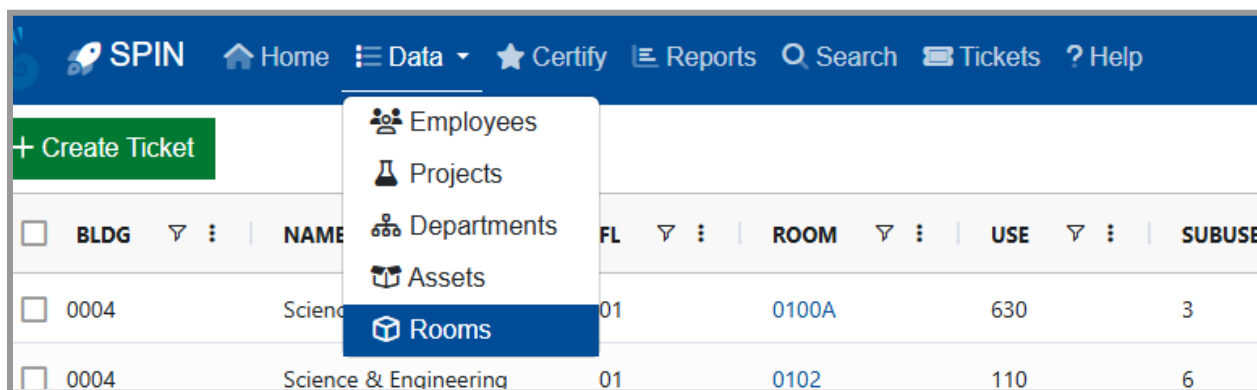 SPIN Home Data Certify Reports Search Tickets ? Help
+ Create Ticket
Employees
Projects
Departments
Assets
Rooms
BLDG NAME FL ROOM USE SUBUSE
0004 Scienc 01 0100A 630 3
0004 Science & Engineering 01 0102 110 6